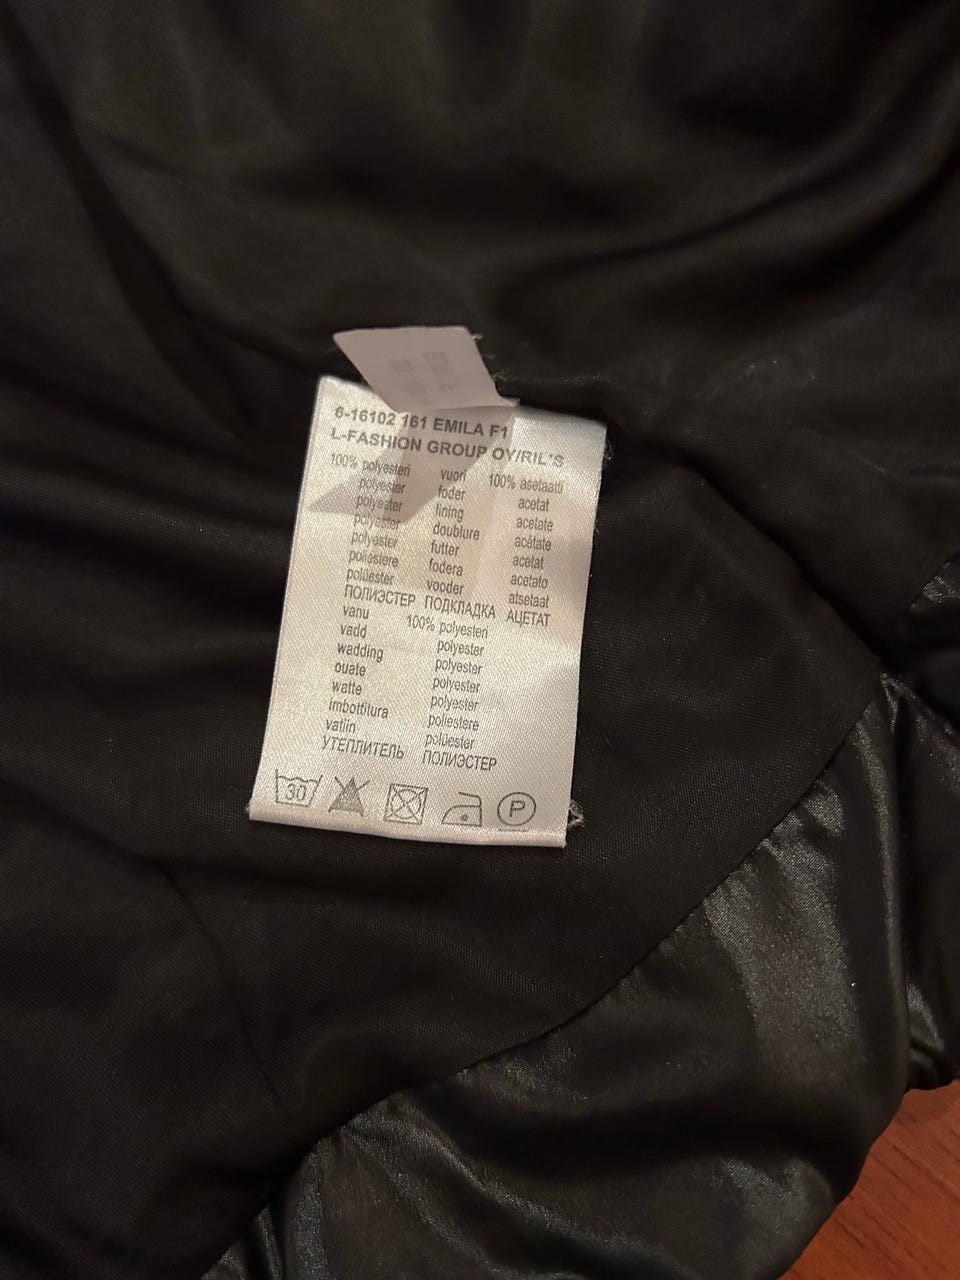 6-16102 161 EMILA F1
L-FASHION GROUP OY/RIL'S
100% polyesteri vuori 100% asetaatti
polyester foder acetat
polyester lining acetate
polyester doublure acétate
polyester futter acetat
poliestere fodera acetato
polüester vooder atsetaat
ПОЛИЭСТЕР ПОДКЛАДКА АЦЕТАТ
vanu 100% polyesteri
vadd polyester
wadding polyester
ouate polyester
watte polyester
imbottitura poliestere
vatiin polüester
УТЕПЛИТЕЛЬ ПОЛИЭСТЕР
30 P